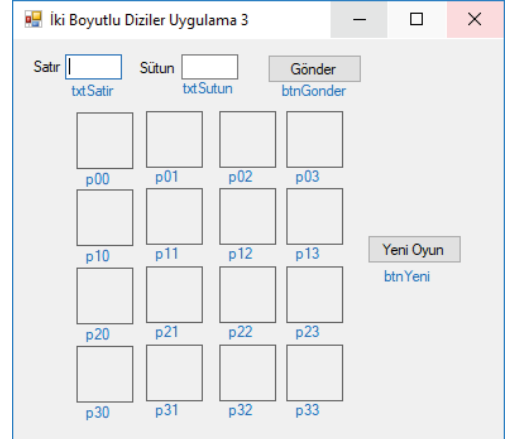 İki Boyutlu Diziler Uygulama 3
Satır Sütun Gönder
txtSatir txtSutun btnGonder
p00 p01 p02 p03
p10 p11 p12 p13
Yeni Oyun
btnYeni
p20 p21 p22 p23
p30 p31 p32 p33